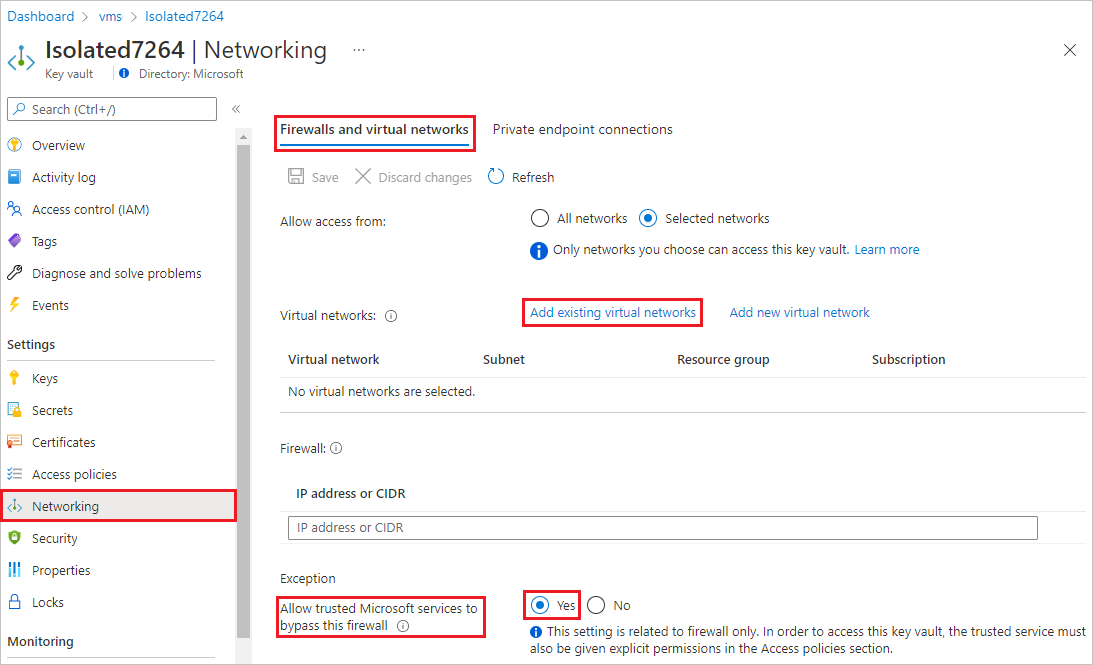 Dashboard > vms > Isolated7264
Isolated7264 | Networking ...
Key vault Directory: Microsoft
Search (Ctrl+/)
Overview
Activity log
Access control (IAM)
Tags
Diagnose and solve problems
Events
Settings
Keys
Secrets
Certificates
Access policies
Networking
Security
Properties
Locks
Monitoring
Firewalls and virtual networks Private endpoint connections
Save Discard changes Refresh
Allow access from: All networks Selected networks
Only networks you choose can access this key vault. Learn more
Virtual networks: Add existing virtual networks Add new virtual network
Virtual network Subnet Resource group Subscription
No virtual networks are selected.
Firewall:
IP address or CIDR
IP address or CIDR
Exception
Allow trusted Microsoft services to
bypass this firewall
Yes No
This setting is related to firewall only. In order to access this key vault, the trusted service must
also be given explicit permissions in the Access policies section.